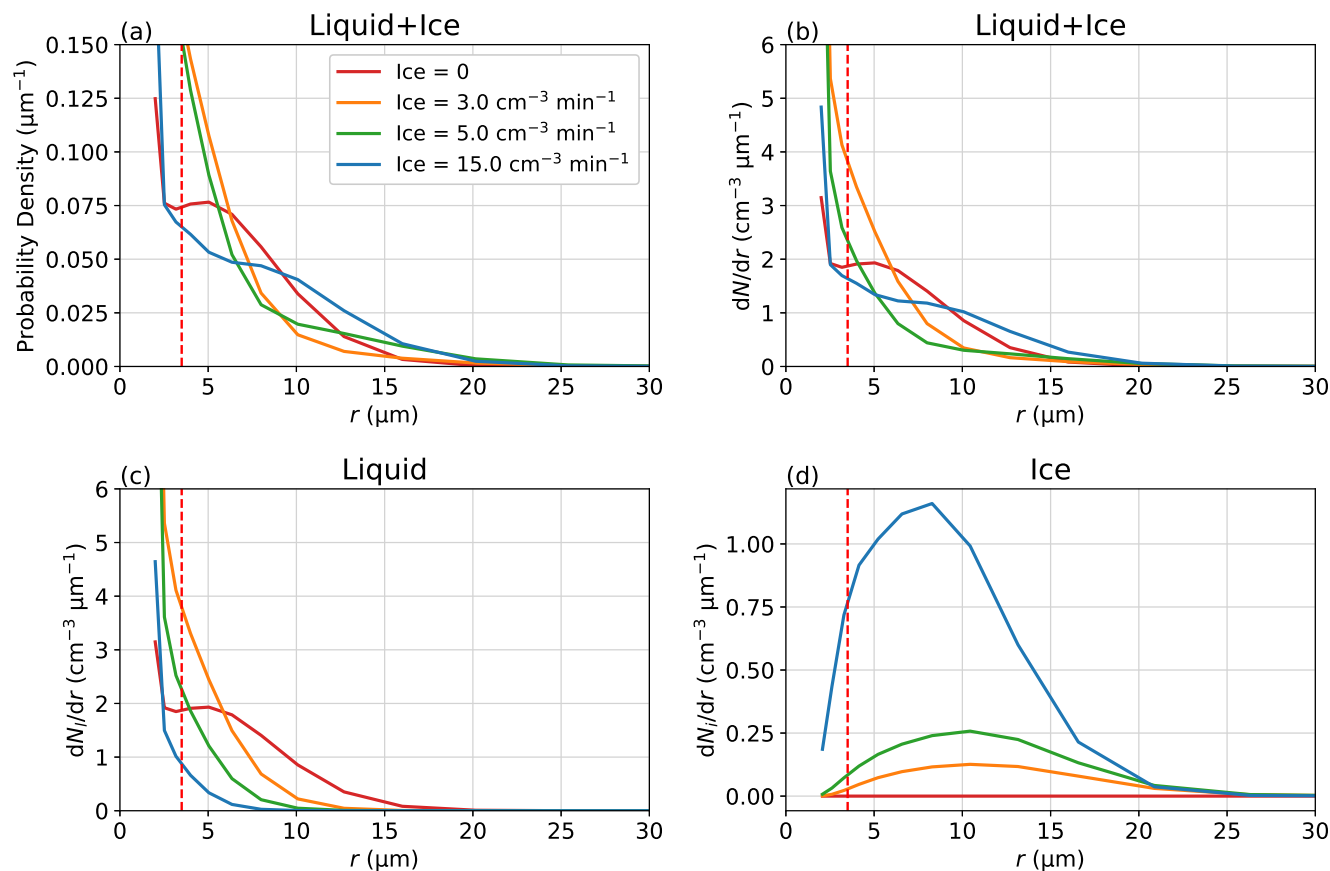 (a) Liquid+Ice
Probability Density (µm⁻¹)
0.150
0.125
0.100
0.075
0.050
0.025
0.000
Ice = 0
Ice = 3.0 cm⁻³ min⁻¹
Ice = 5.0 cm⁻³ min⁻¹
Ice = 15.0 cm⁻³ min⁻¹
0 5 10 15 20 25 30
r (µm)
(b) Liquid+Ice
dN/dr (cm⁻³ µm⁻¹)
6
5
4
3
2
1
0
0 5 10 15 20 25 30
r (µm)
(c) Liquid
dNₗ/dr (cm⁻³ µm⁻¹)
6
5
4
3
2
1
0
0 5 10 15 20 25 30
r (µm)
(d) Ice
dNᵢ/dr (cm⁻³ µm⁻¹)
1.00
0.75
0.50
0.25
0.00
0 5 10 15 20 25 30
r (µm)